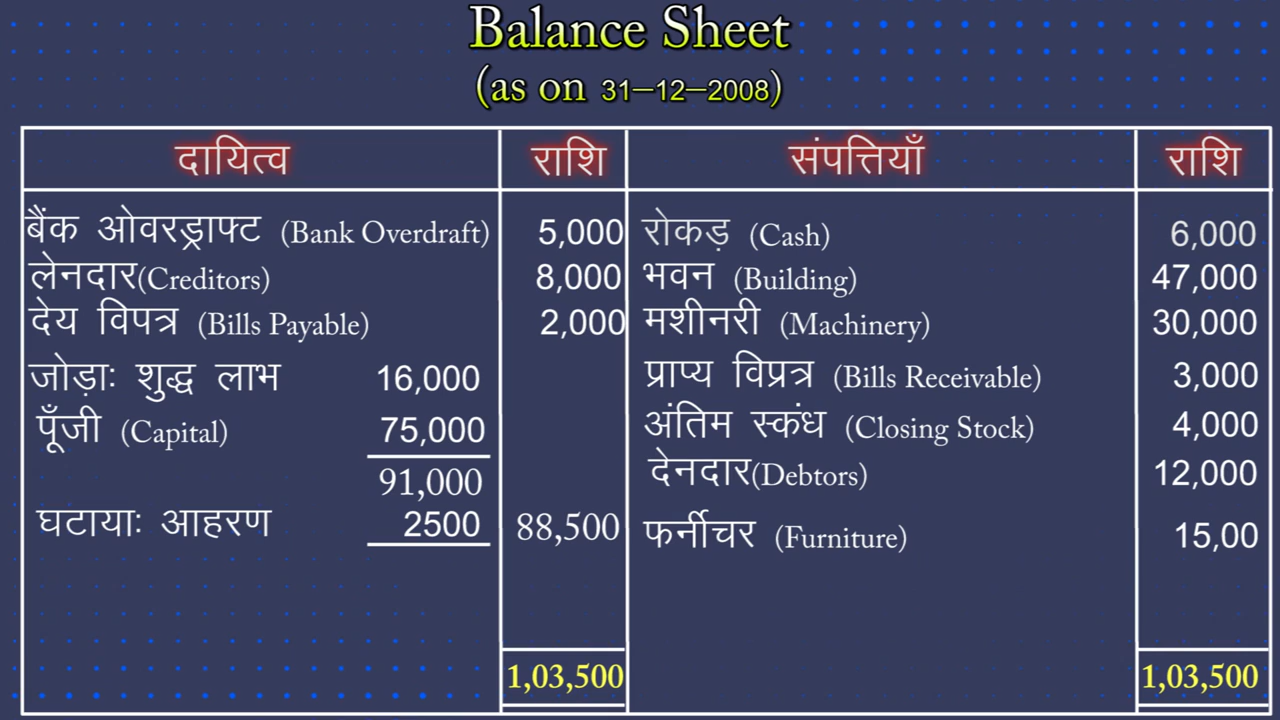 Balance Sheet
(as on 31–12–2008)
दायित्व राशि संपत्तियाँ राशि
बैंक ओवरड्राफ्ट (Bank Overdraft) 5,000 रोकड़ (Cash) 6,000
लेनदार(Creditors) 8,000 भवन (Building) 47,000
देय विपत्र (Bills Payable) 2,000 मशीनरी (Machinery) 30,000
जोड़ाः शुद्ध लाभ 16,000 प्राप्य विप्रत्र (Bills Receivable) 3,000
पूँजी (Capital) 75,000 अंतिम स्कंध (Closing Stock) 4,000
91,000 देनदार(Debtors) 12,000
घटायाः आहरण 2500 88,500 फर्नीचर (Furniture) 15,00
1,03,500 1,03,500